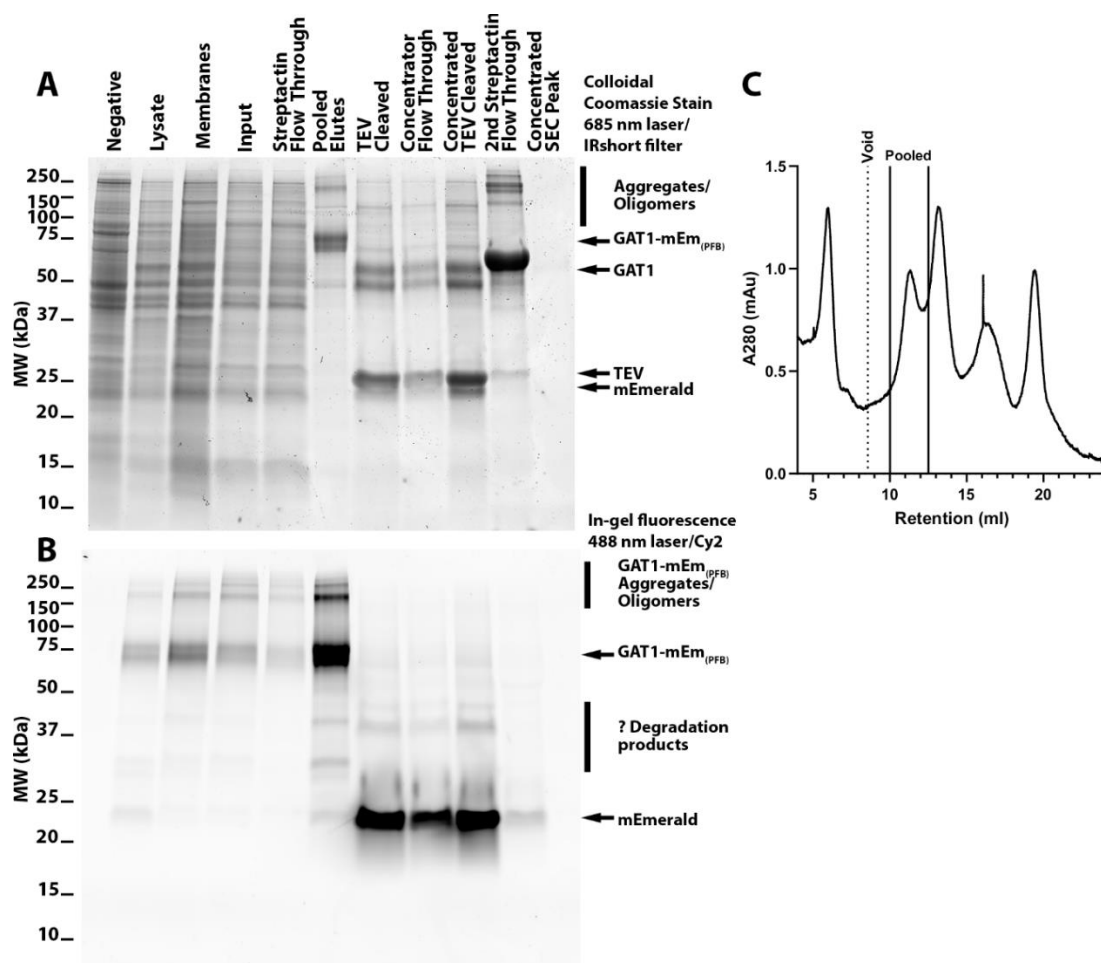 A
Negative
Lysate
Membranes
Input
Streptactin
Flow Thrrough
Pooled
Elutes
TEV
Cleaved
Concentrator
Flow Through
Concentrated
TEV Cleaved
2nd Streptactin
Flow Through
Concentrated
SEC Peak
Colloidal
Coomassie Stain
685 nm laser/
IRshort filter
MW (kDa)
250
150
100
75
50
37
25
20
15
10
Aggregates/
Oligomers
GAT1-mEm(PFB)
GAT1
TEV
mEmerald
B
In-gel fluorescence
488 nm laser/Cy2
MW (kDa)
250
150
100
75
50
37
25
20
15
10
GAT1-mEm(PFB)
Aggregates/
Oligomers
GAT1-mEm(PFB)
? Degradation
products
mEmerald
C
Void
Pooled
A280 (mAu)
1.5
1.0
0.5
0.0
5
10
15
20
Retention (ml)